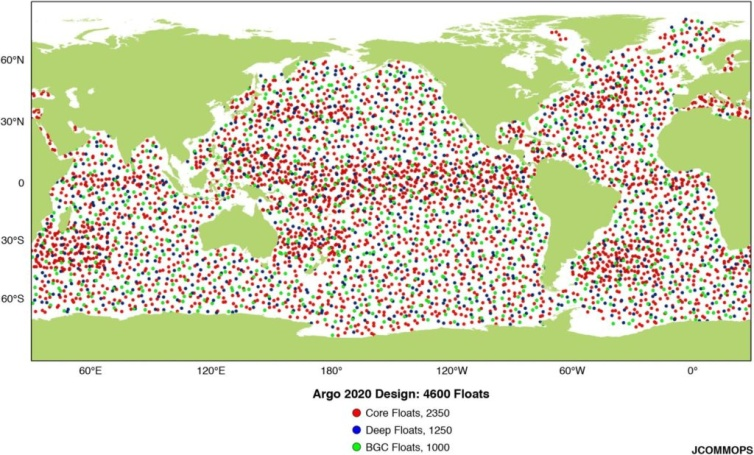 60°N
30°N
0
30°S
60°S
60°E 120°E 180° 120°W 60°W 0°
Argo 2020 Design: 4600 Floats
Core Floats, 2350
Deep Floats, 1250
BGC Floats, 1000
JCOMMOPS